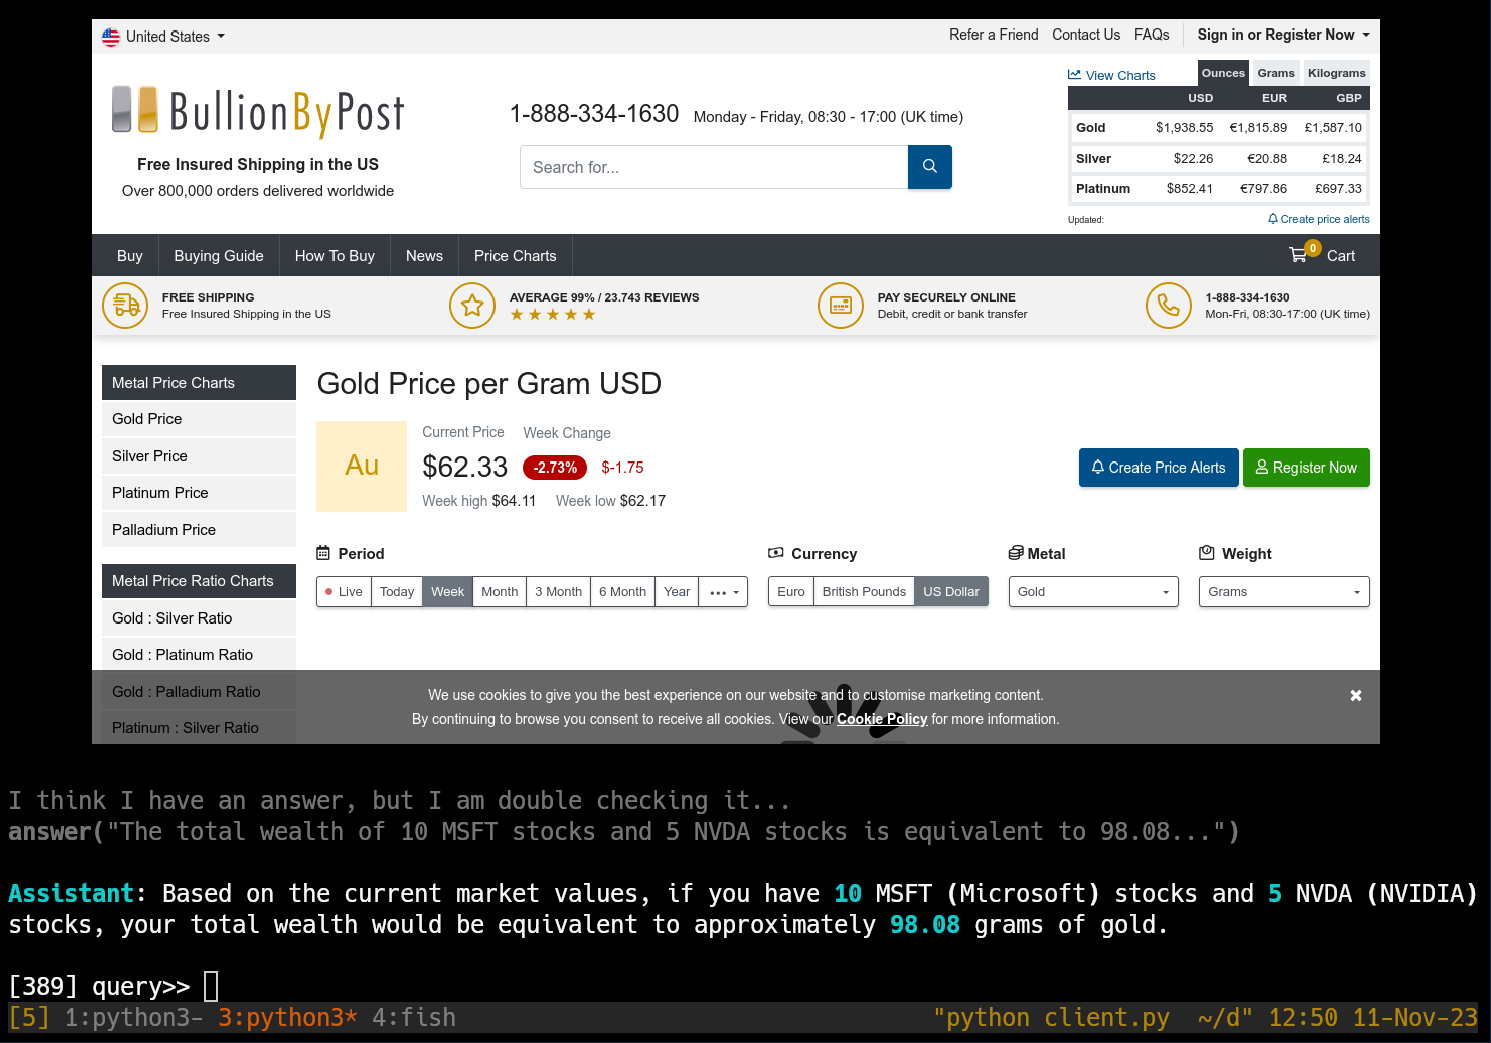 United States
Refer a Friend Contact Us FAQs Sign in or Register Now
View Charts Ounces Grams Kilograms
USD EUR GBP
Gold $1,938.55 €1,815.89 £1,587.10
Silver $22.26 €20.88 £18.24
Platinum $852.41 €797.86 £697.33
Updated: Create price alerts
BullionByPost
Free Insured Shipping in the US
Over 800,000 orders delivered worldwide
1-888-334-1630 Monday - Friday, 08:30 - 17:00 (UK time)
Search for...
Buy Buying Guide How To Buy News Price Charts 0 Cart
FREE SHIPPING
Free Insured Shipping in the US
AVERAGE 99% / 23.743 REVIEWS
PAY SECURELY ONLINE
Debit, credit or bank transfer
1-888-334-1630
Mon-Fri, 08:30-17:00 (UK time)
Metal Price Charts
Gold Price
Silver Price
Platinum Price
Palladium Price
Metal Price Ratio Charts
Gold : Silver Ratio
Gold : Platinum Ratio
Gold : Palladium Ratio
Platinum : Silver Ratio
Gold Price per Gram USD
Au
Current Price Week Change
$62.33 -2.73% $-1.75
Week high $64.11 Week low $62.17
Create Price Alerts Register Now
Period Currency Metal Weight
Live Today Week Month 3 Month 6 Month Year ••• Euro British Pounds US Dollar Gold Grams
We use cookies to give you the best experience on our website and to customise marketing content.
By continuing to browse you consent to receive all cookies. View our Cookie Policy for more information.
I think I have an answer, but I am double checking it...
answer("The total wealth of 10 MSFT stocks and 5 NVDA stocks is equivalent to 98.08...")
Assistant: Based on the current market values, if you have 10 MSFT (Microsoft) stocks and 5 NVDA (NVIDIA)
stocks, your total wealth would be equivalent to approximately 98.08 grams of gold.
[389] query>>
[5] 1:python3- 3:python3* 4:fish "python client.py ~/d" 12:50 11-Nov-23